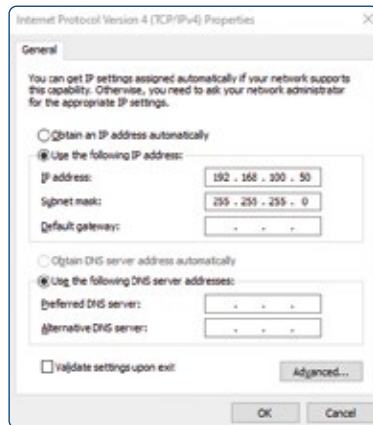 Internet Protocol Version 4 (TCP/IPv4) Properties
General
You can get IP settings assigned automatically if your network supports
this capability. Otherwise, you need to ask your network administrator
for the appropriate IP settings.
Obtain an IP address automatically
Use the following IP address:
IP address: 192 . 168 . 100 . 50
Subnet mask: 255 . 255 . 255 . 0
Default gateway: . . .
Obtain DNS server address automatically
Use the following DNS server addresses:
Preferred DNS server: . . .
Alternative DNS server: . . .
Validate settings upon exit
Advanced...
OK Cancel